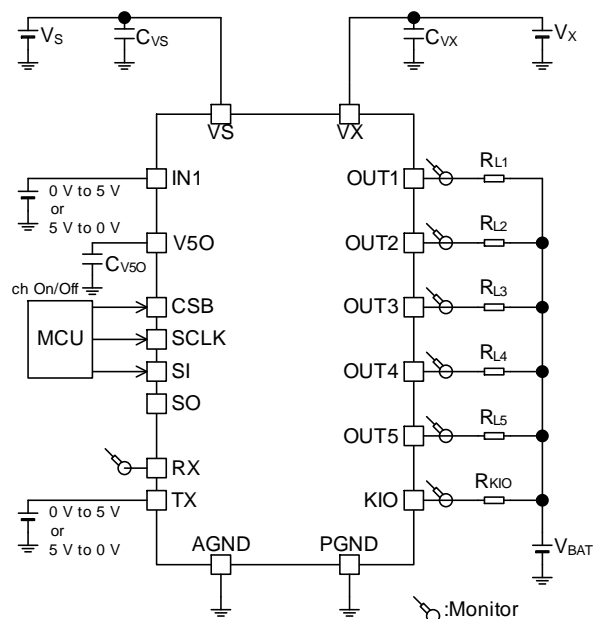 VS
CVS
CVX
VX
VS
VX
IN1
OUT1
RL1
0 V to 5 V
or
5 V to 0 V
V5O
OUT2
RL2
CV5O
ch On/Off
MCU
CSB
OUT3
RL3
SCLK
SI
OUT4
RL4
SO
OUT5
RL5
RX
KIO
RKIO
TX
0 V to 5 V
or
5 V to 0 V
AGND
PGND
VBAT
:Monitor